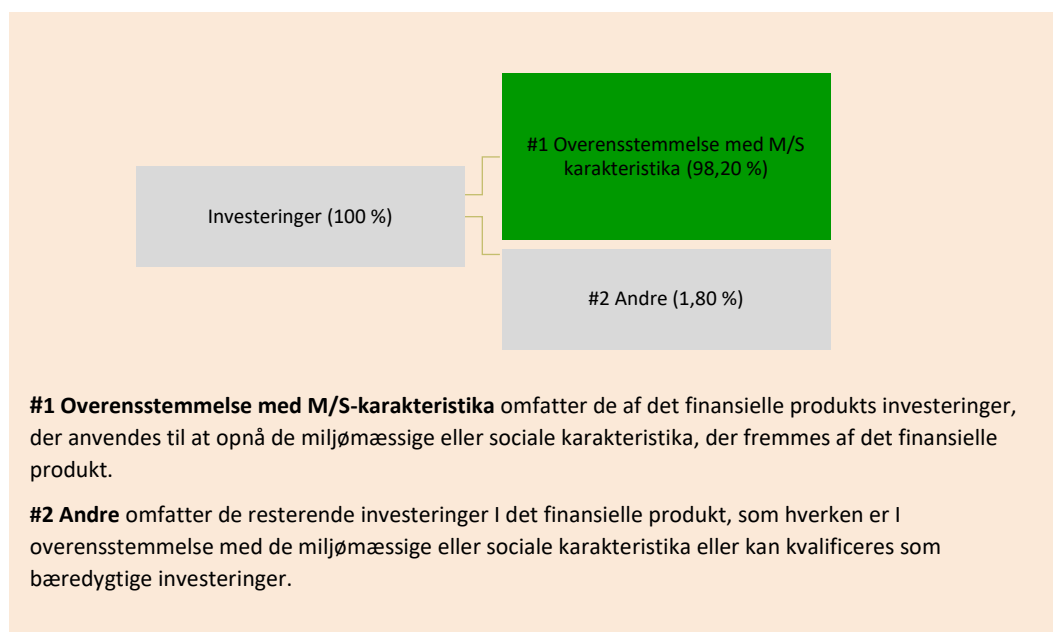 #1 Overensstemmelse med M/S
karakteristika (98,20 %)
Investeringer (100 %)
#2 Andre (1,80 %)
#1 Overensstemmelse med M/S-karakteristika omfatter de af det finansielle produkts investeringer,
der anvendes til at opnå de miljømæssige eller sociale karakteristika, der fremmes af det finansielle
produkt.
#2 Andre omfatter de resterende investeringer I det finansielle produkt, som hverken er I
overensstemmelse med de miljømæssige eller sociale karakteristika eller kan kvalificeres som
bæredygtige investeringer.